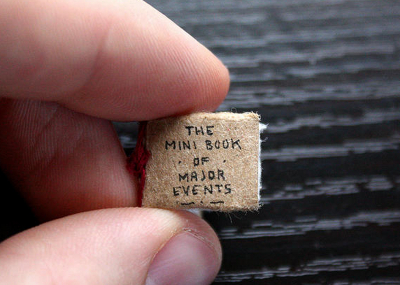 THE
MINI BOOK
· OF ·
MAJOR
EVENTS